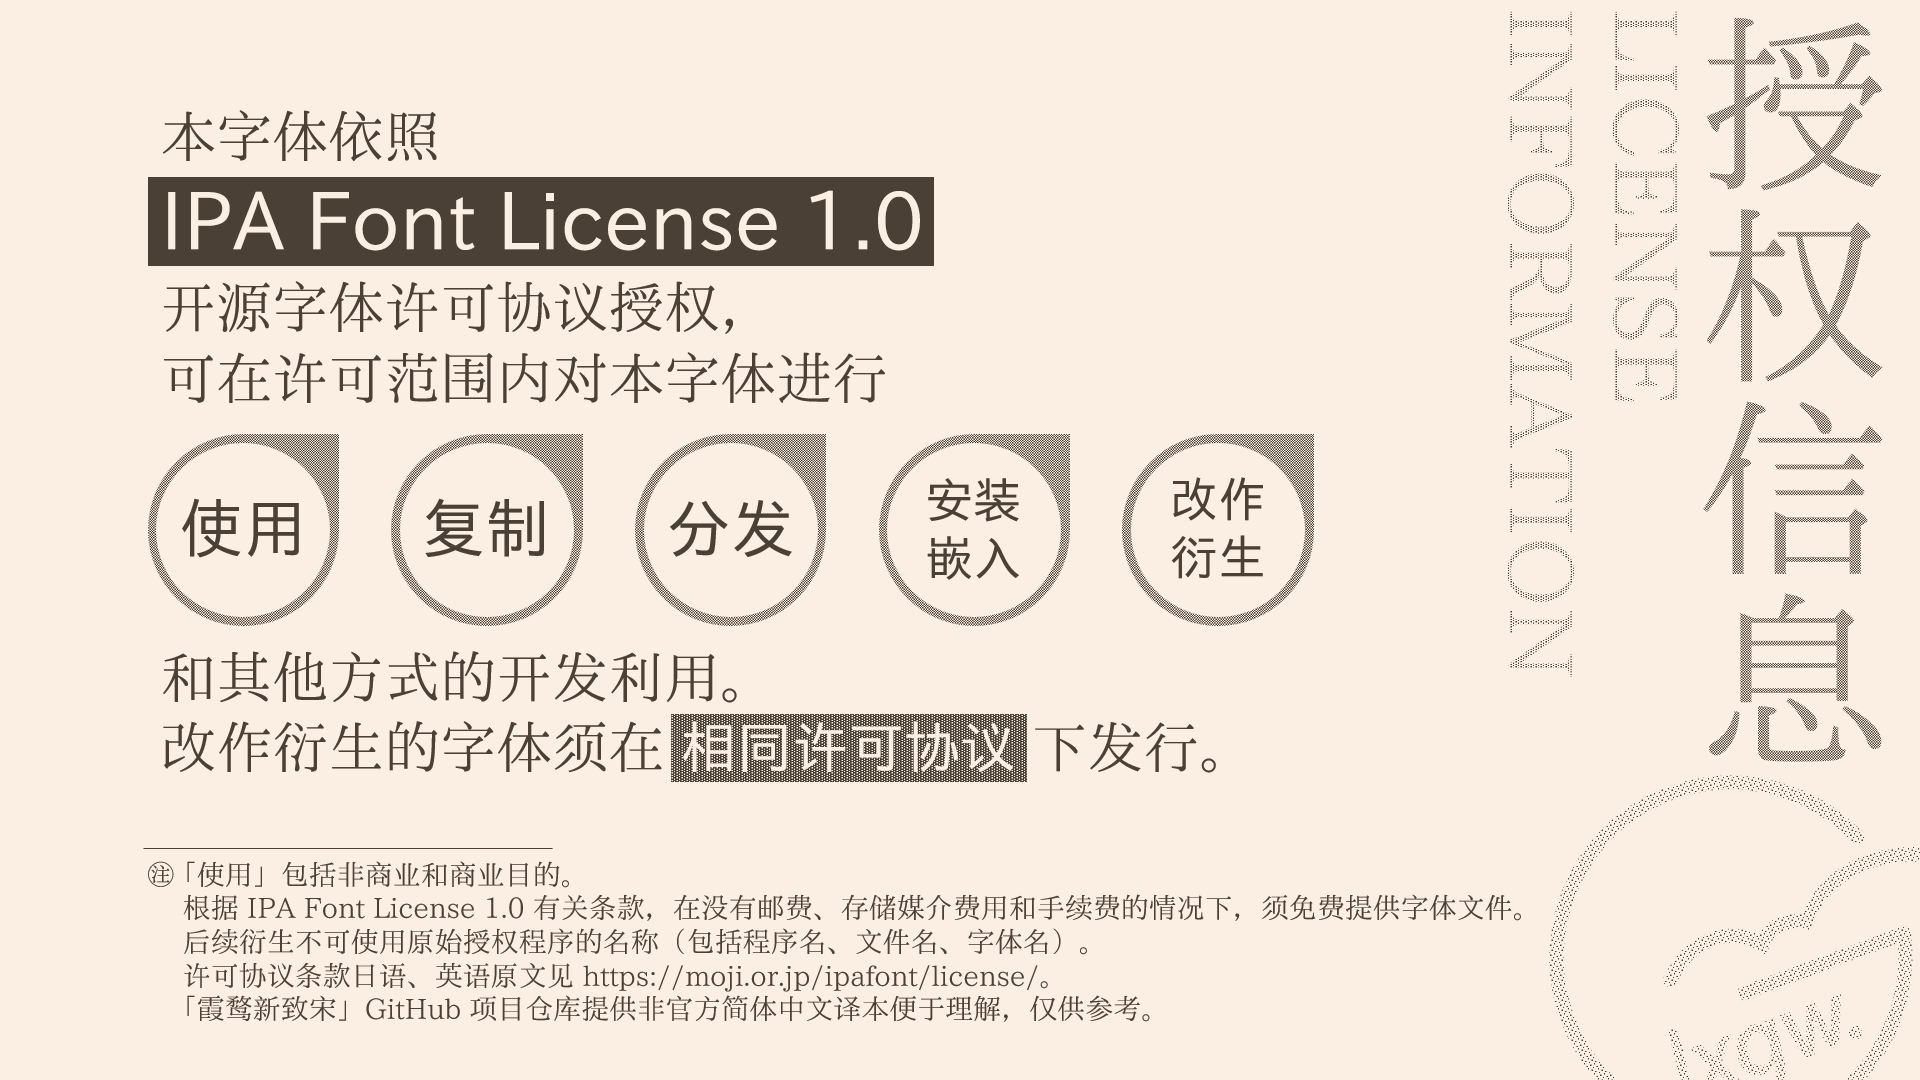 授权信息
LICENSE
INFORMATION
本字体依照
IPA Font License 1.0
开源字体许可协议授权，
可在许可范围内对本字体进行
使用
复制
分发
安装
嵌入
改作
衍生
和其他方式的开发利用。
改作衍生的字体须在 相同许可协议 下发行。
㊟「使用」包括非商业和商业目的。
根据 IPA Font License 1.0 有关条款，在没有邮费、存储媒介费用和手续费的情况下，须免费提供字体文件。
后续衍生不可使用原始授权程序的名称（包括程序名、文件名、字体名）。
许可协议条款日语、英语原文见 https://moji.or.jp/ipafont/license/。
「霞鹜新致宋」GitHub 项目仓库提供非官方简体中文译本便于理解，仅供参考。
lxgw.